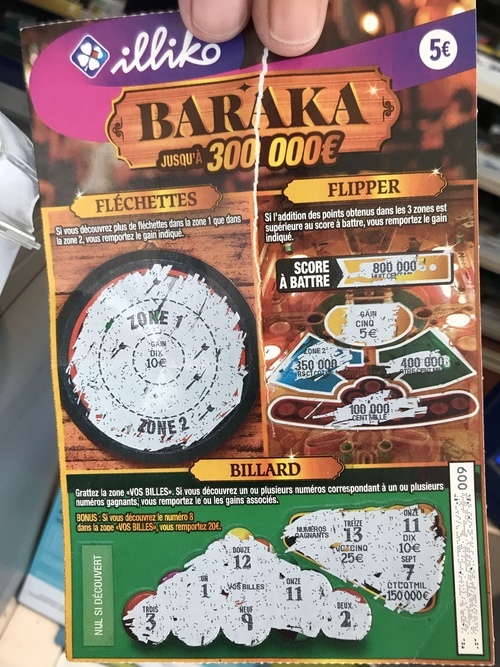 illiko
5€
BARAKA
JUSQU'À 300 000€
FLÉCHETTES
Si vous découvrez plus de fléchettes dans la zone 1 que dans
la zone 2, vous remportez le gain indiqué.
ZONE 1
GAIN
DIX
10€
ZONE 2
FLIPPER
Si l'addition des points obtenus dans les 3 zones est
supérieure au score à battre, vous remportez le gain
indiqué.
SCORE
À BATTRE
800 000
GAIN
CINQ
5€
ZONE 2
350 000
400 000
100 000
CENT MILLE
BILLARD
Grattez la zone «VOS BILLES». Si vous découvrez un ou plusieurs numéros correspondant à un ou plusieurs
numéros gagnants, vous remportez le ou les gains associés.
BONUS : Si vous découvrez le numéro 8
dans la zone «VOS BILLES», vous remportez 20€.
NUL SI DÉCOUVERT
DOUZE
12
UN
1
VOS BILLES
ONZE
11
TROIS
3
NEUF
9
DEUX
2
NUMÉROS
GAGNANTS
TREIZE
13
VGTCINQ
25€
ONZE
11
DIX
10€
SEPT
7
CTCQTMIL
150 000€
009